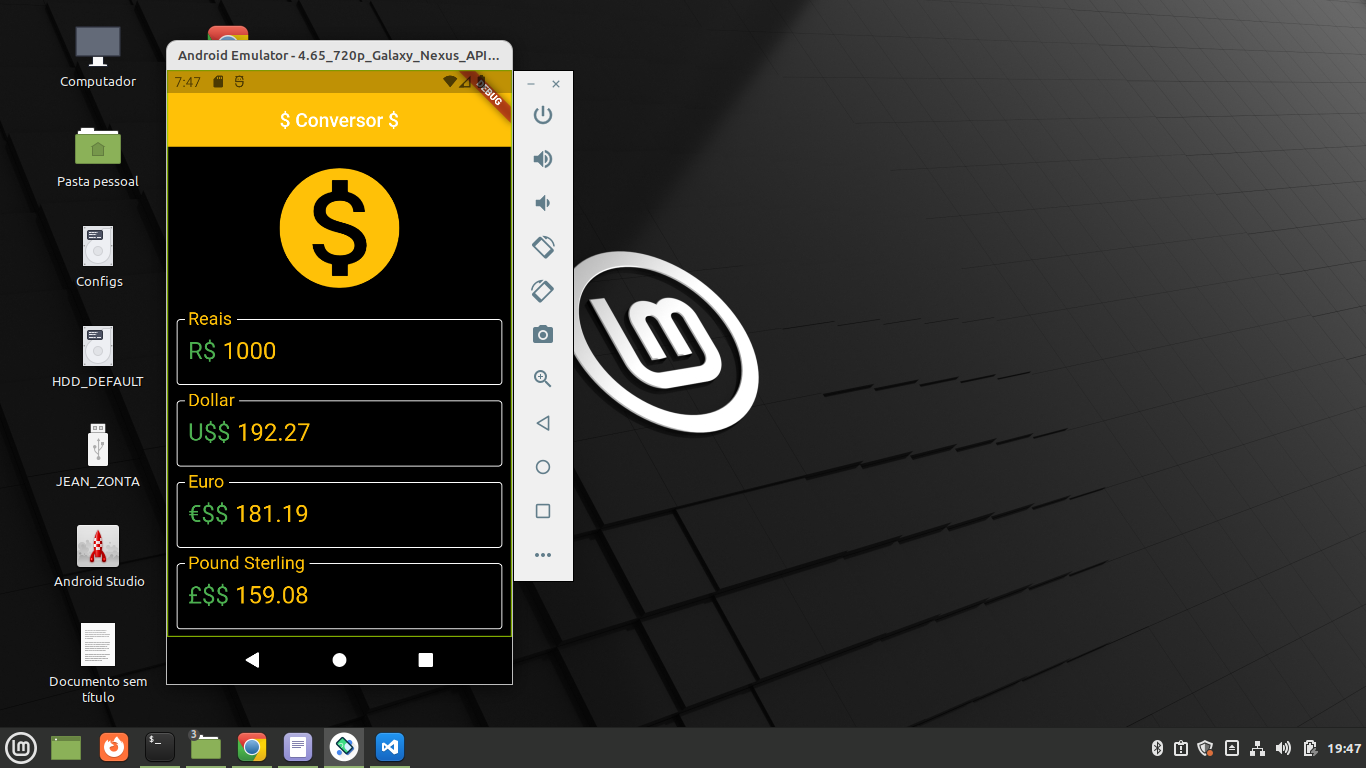 Computador
Pasta pessoal
Configs
HDD_DEFAULT
JEAN_ZONTA
Android Studio
Documento sem
título
Android Emulator - 4.65_720p_Galaxy_Nexus_API...
7:47
DEBUG
$ Conversor $
$
Reais
R$ 1000
Dollar
U$$ 192.27
Euro
€$$ 181.19
Pound Sterling
£$$ 159.08
$_
3
19:47